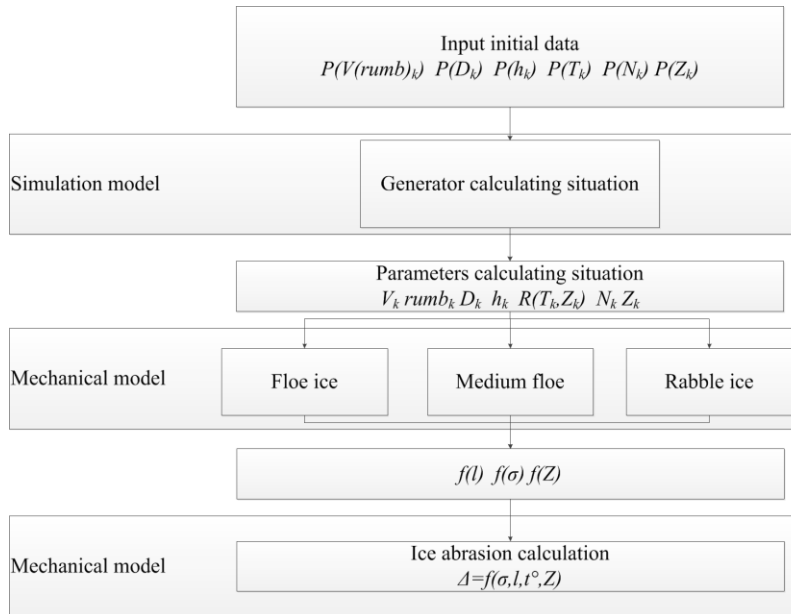 Input initial data
P(V(rumb)ₖ) P(Dₖ) P(hₖ) P(Tₖ) P(Nₖ) P(Zₖ)
Simulation model
Generator calculating situation
Parameters calculating situation
Vₖ rumbₖ Dₖ hₖ R(Tₖ,Zₖ) Nₖ Zₖ
Mechanical model
Floe ice
Medium floe
Rabble ice
f(l) f(σ) f(Z)
Mechanical model
Ice abrasion calculation
Δ=f(σ,l,t°,Z)